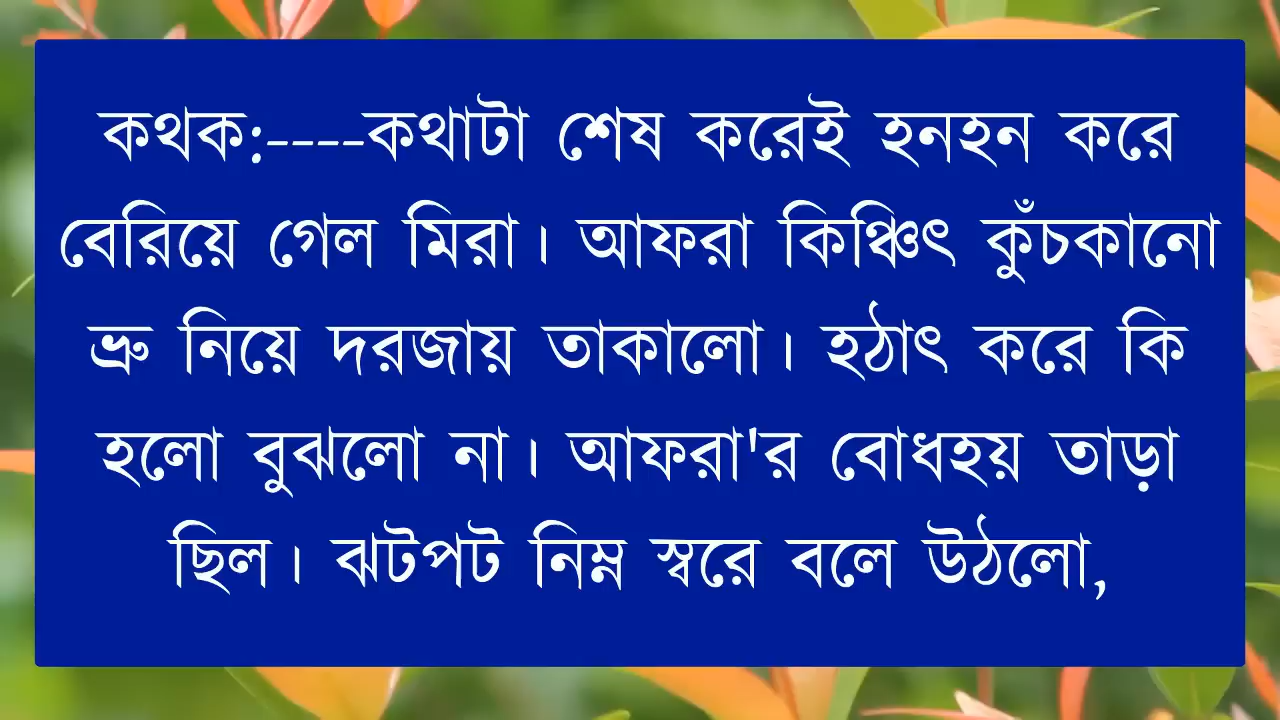 কথক:----কথাটা শেষ করেই হনহন করে
বেরিয়ে গেল মিরা। আফরা কিঞ্চিৎ কুঁচকানো
ভ্রু নিয়ে দরজায় তাকালো। হঠাৎ করে কি
হলো বুঝলো না। আফরা'র বোধহয় তাড়া
ছিল। ঝটপট নিম্ন স্বরে বলে উঠলো,